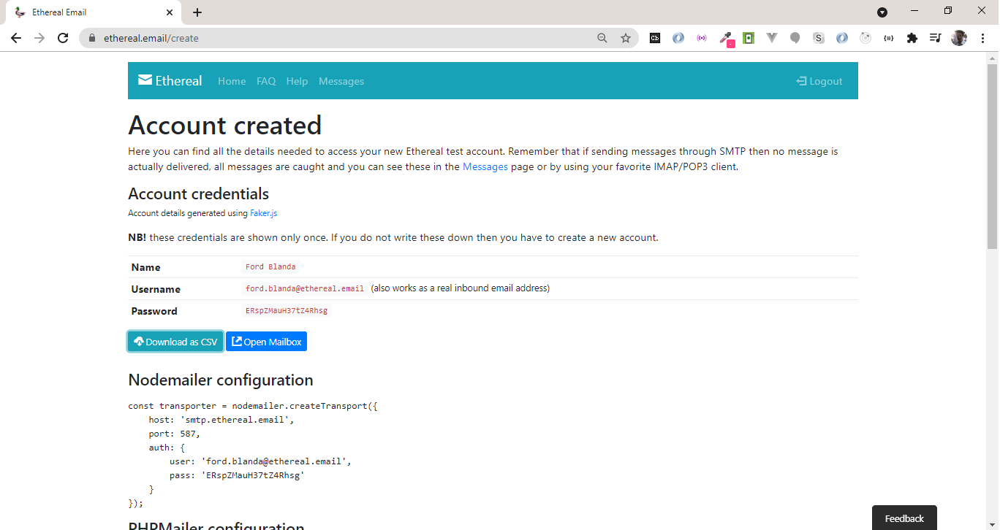 Ethereal Email
ethereal.email/create
Cb
S
Ethereal Home FAQ Help Messages Logout
Account created
Here you can find all the details needed to access your new Ethereal test account. Remember that if sending messages through SMTP then no message is
actually delivered, all messages are caught and you can see these in the Messages page or by using your favorite IMAP/POP3 client.
Account credentials
Account details generated using Faker.js
NB! these credentials are shown only once. If you do not write these down then you have to create a new account.
Name Ford Blanda
Username ford.blanda@ethereal.email (also works as a real inbound email address)
Password ERspZMauH37tZ4Rhsg
Download as CSV Open Mailbox
Nodemailer configuration
const transporter = nodemailer.createTransport({
    host: 'smtp.ethereal.email',
    port: 587,
    auth: {
        user: 'ford.blanda@ethereal.email',
        pass: 'ERspZMauH37tZ4Rhsg'
    }
});
PHPMailer configuration
Feedback